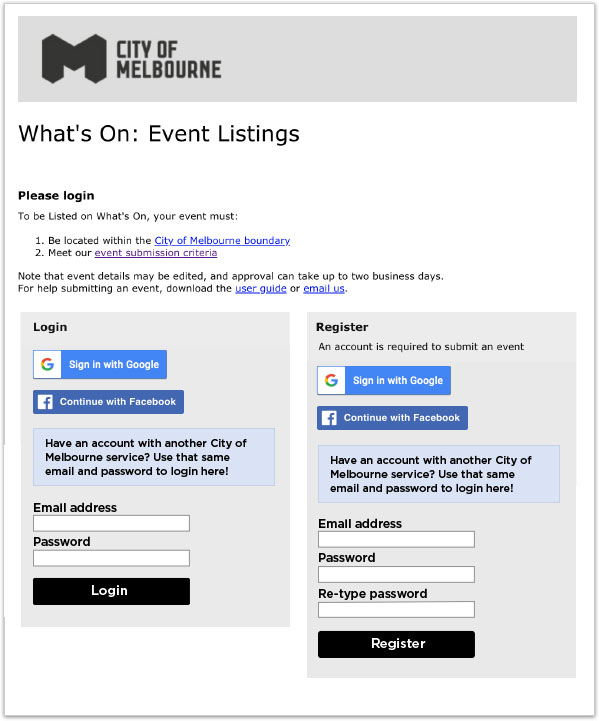 CITY OF
MELBOURNE
What's On: Event Listings
Please login
To be Listed on What's On, your event must:
1. Be located within the City of Melbourne boundary
2. Meet our event submission criteria
Note that event details may be edited, and approval can take up to two business days.
For help submitting an event, download the user guide or email us.
Login
Sign in with Google
Continue with Facebook
Have an account with another City of
Melbourne service? Use that same
email and password to login here!
Email address
Password
Login
Register
An account is required to submit an event
Sign in with Google
Continue with Facebook
Have an account with another City of
Melbourne service? Use that same
email and password to login here!
Email address
Password
Re-type password
Register